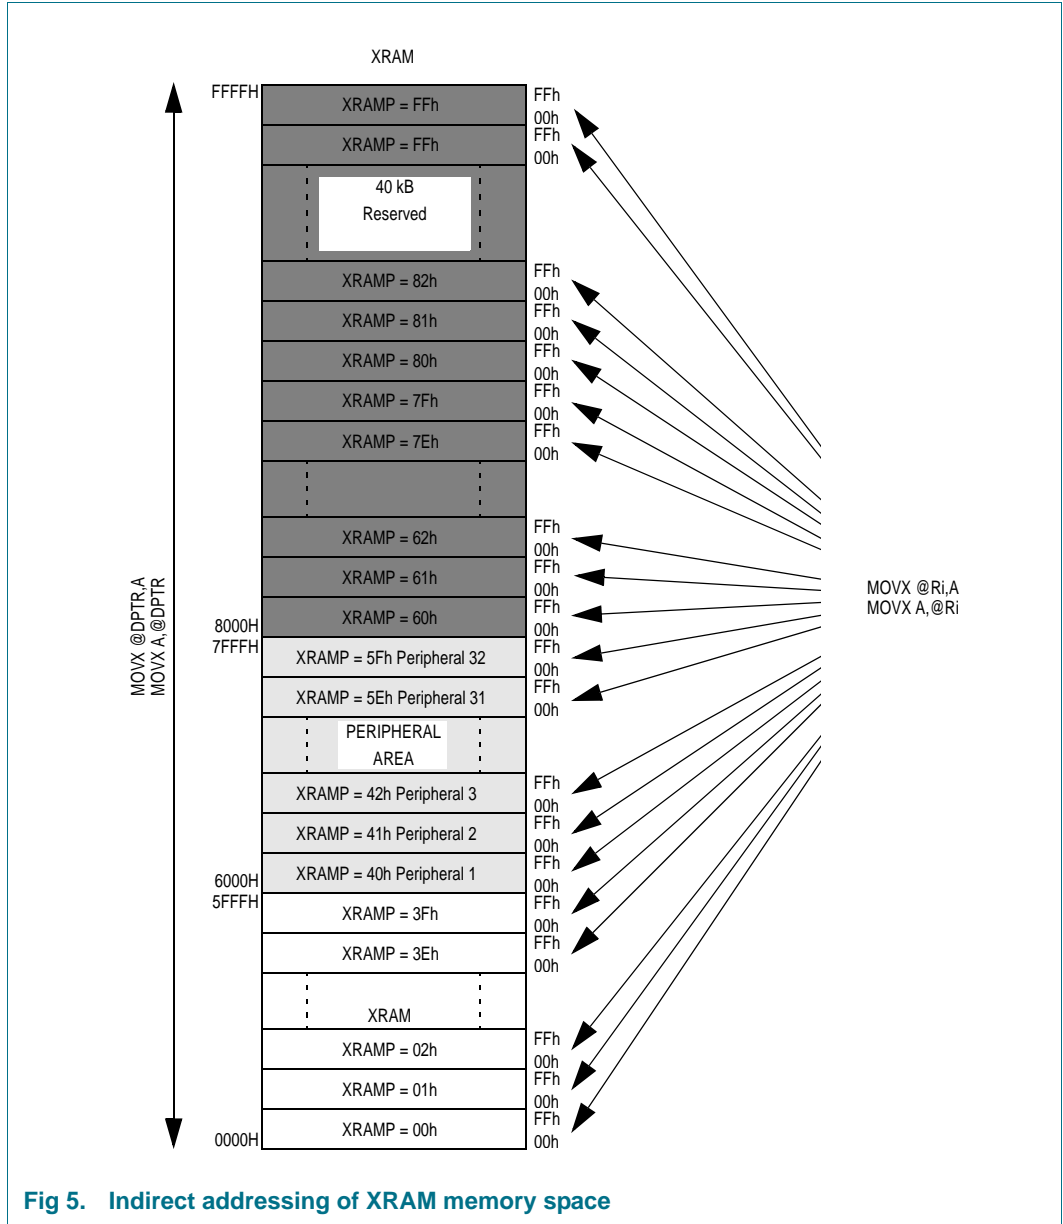 XRAM
FFFFH
XRAMP = FFh
FFh
00h
XRAMP = FFh
FFh
00h
40 kB
Reserved
XRAMP = 82h
FFh
00h
XRAMP = 81h
FFh
00h
XRAMP = 80h
FFh
00h
XRAMP = 7Fh
FFh
00h
XRAMP = 7Eh
FFh
00h
XRAMP = 62h
FFh
00h
XRAMP = 61h
FFh
00h
XRAMP = 60h
FFh
00h
8000H
7FFFH
XRAMP = 5Fh Peripheral 32
FFh
00h
XRAMP = 5Eh Peripheral 31
FFh
00h
PERIPHERAL
AREA
XRAMP = 42h Peripheral 3
FFh
00h
XRAMP = 41h Peripheral 2
FFh
00h
XRAMP = 40h Peripheral 1
FFh
00h
6000H
5FFFH
XRAMP = 3Fh
FFh
00h
XRAMP = 3Eh
FFh
00h
XRAM
XRAMP = 02h
FFh
00h
XRAMP = 01h
FFh
00h
XRAMP = 00h
FFh
00h
0000H
MOVX @DPTR,A
MOVX A,@DPTR
MOVX @Ri,A
MOVX A,@Ri
Fig 5. Indirect addressing of XRAM memory space